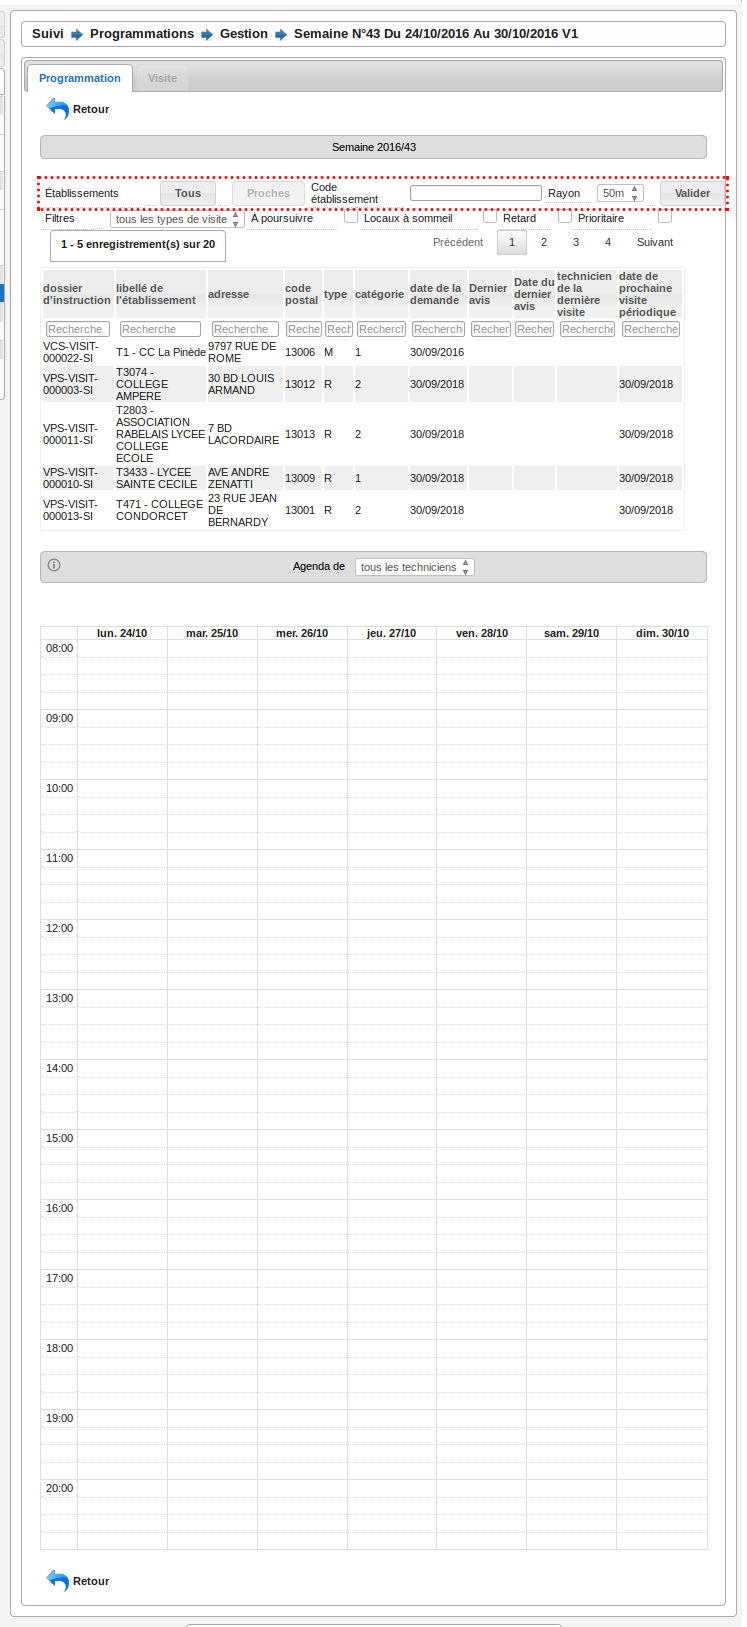 Suivi Programmations Gestion Semaine N°43 Du 24/10/2016 Au 30/10/2016 V1
Programmation Visite
Retour
Semaine 2016/43
Établissements Tous Proches Code établissement Rayon 50m Valider
Filtres tous les types de visite À poursuivre Locaux à sommeil Retard Prioritaire
1 - 5 enregistrement(s) sur 20 Précédent 1 2 3 4 Suivant
dossier d'instruction libellé de l'établissement adresse code postal type catégorie date de la demande Dernier avis Date du dernier avis technicien de la dernière visite date de prochaine visite périodique
Recherche Recherche Recherche Reche Rech Recherch Recherch Recher Recher Recherche Recherche
VCS-VISIT-000022-SI T1 - CC La Pinède 9797 RUE DE ROME 13006 M 1 30/09/2016
VPS-VISIT-000003-SI T3074 - COLLEGE AMPERE 30 BD LOUIS ARMAND 13012 R 2 30/09/2018 30/09/2018
VPS-VISIT-000011-SI T2803 - ASSOCIATION RABELAIS LYCEE COLLEGE ECOLE 7 BD LACORDAIRE 13013 R 2 30/09/2018 30/09/2018
VPS-VISIT-000010-SI T3433 - LYCEE SAINTE CECILE AVE ANDRE ZENATTI 13009 R 1 30/09/2018 30/09/2018
VPS-VISIT-000013-SI T471 - COLLEGE CONDORCET 23 RUE JEAN DE BERNARDY 13001 R 2 30/09/2018 30/09/2018
Agenda de tous les techniciens
lun. 24/10 mar. 25/10 mer. 26/10 jeu. 27/10 ven. 28/10 sam. 29/10 dim. 30/10
08:00
09:00
10:00
11:00
12:00
13:00
14:00
15:00
16:00
17:00
18:00
19:00
20:00
Retour